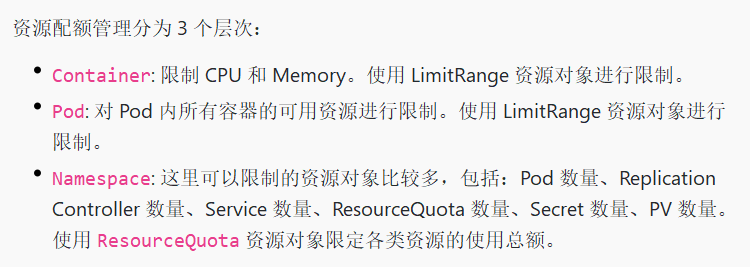 资源配额管理分为 3 个层次：
Container: 限制 CPU 和 Memory。使用 LimitRange 资源对象进行限制。
Pod: 对 Pod 内所有容器的可用资源进行限制。使用 LimitRange 资源对象进行
限制。
Namespace: 这里可以限制的资源对象比较多，包括：Pod 数量、Replication
Controller 数量、Service 数量、ResourceQuota 数量、Secret 数量、PV 数量。
使用 ResourceQuota 资源对象限定各类资源的使用总额。